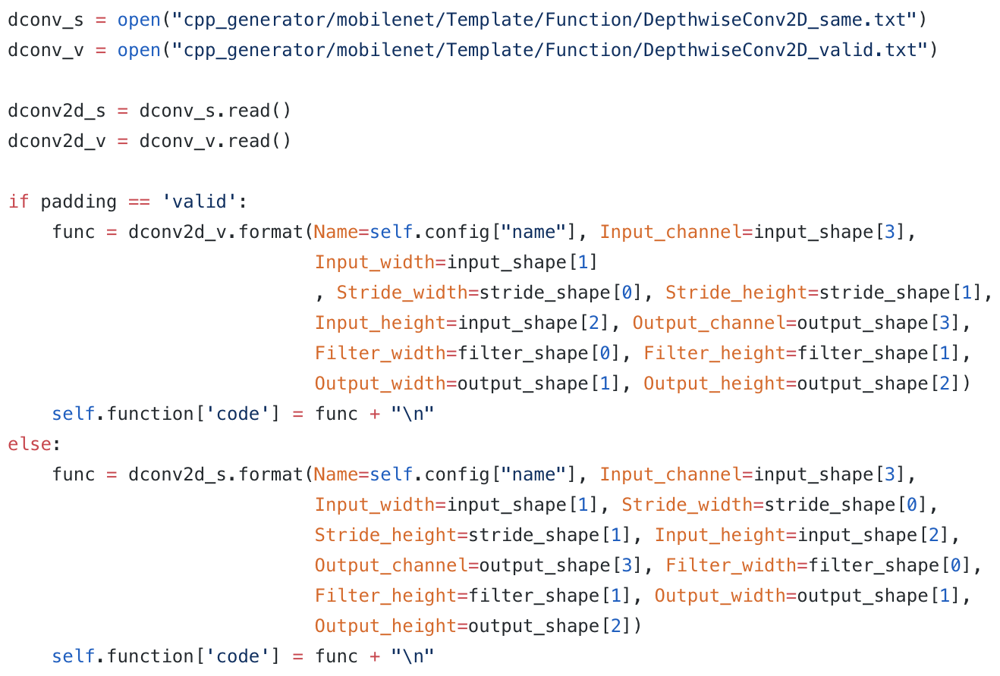 dconv_s = open("cpp_generator/mobilenet/Template/Function/DepthwiseConv2D_same.txt")
dconv_v = open("cpp_generator/mobilenet/Template/Function/DepthwiseConv2D_valid.txt")

dconv2d_s = dconv_s.read()
dconv2d_v = dconv_v.read()

if padding == 'valid':
    func = dconv2d_v.format(Name=self.config["name"], Input_channel=input_shape[3],
                            Input_width=input_shape[1]
                            , Stride_width=stride_shape[0], Stride_height=stride_shape[1],
                            Input_height=input_shape[2], Output_channel=output_shape[3],
                            Filter_width=filter_shape[0], Filter_height=filter_shape[1],
                            Output_width=output_shape[1], Output_height=output_shape[2])
    self.function['code'] = func + "\n"
else:
    func = dconv2d_s.format(Name=self.config["name"], Input_channel=input_shape[3],
                            Input_width=input_shape[1], Stride_width=stride_shape[0],
                            Stride_height=stride_shape[1], Input_height=input_shape[2],
                            Output_channel=output_shape[3], Filter_width=filter_shape[0],
                            Filter_height=filter_shape[1], Output_width=output_shape[1],
                            Output_height=output_shape[2])
    self.function['code'] = func + "\n"